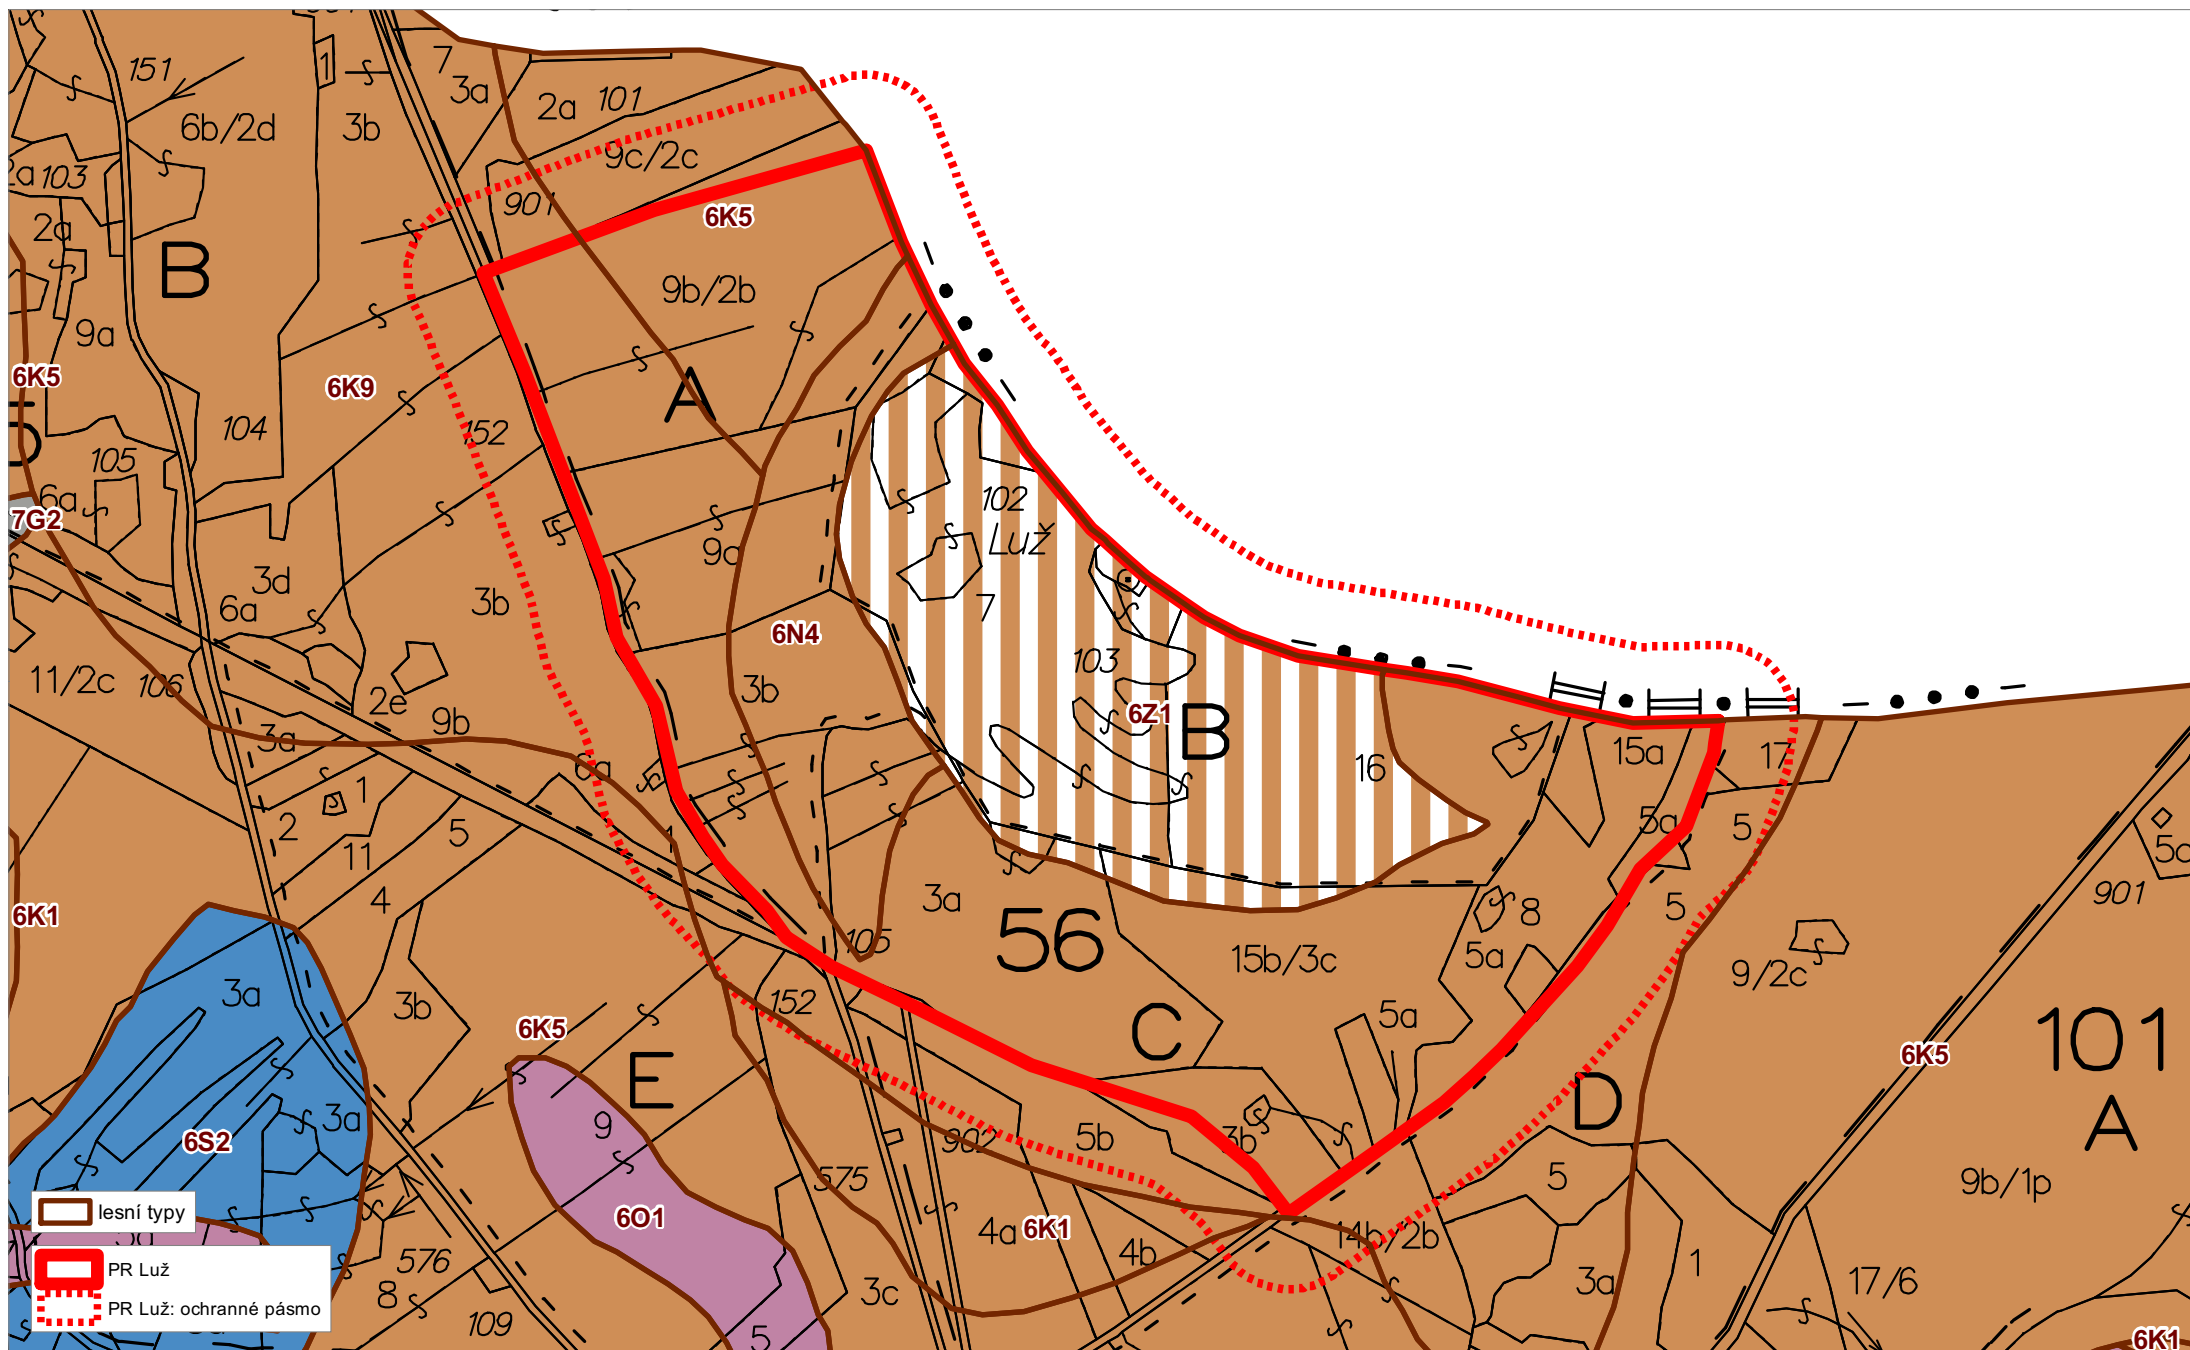 151
1
7
3a
2a
101
6b/2d
3b
9c/2c
103
901
6K5
2a
B
9b/2b
9a
6K5
6K9
A
104
152
105
6a
7G2
102
Luž
9a
3d
6a
3b
7
6N4
11/2c
106
2e
3b
103
6Z1
B
9b
3a
6a
16
15a
17
1
2
11
5
1
5a
5
4
6K1
3a
105
8
5
901
56
15b/3c
5a
9/2c
3a
3b
152
C
5a
6K5
6K5
101
E
D
A
3a
6S2
9
902
5b
3b
575
5
9b/1p
6O1
4a
6K1
4b
14b/2b
lesní typy
576
1
PR Luž
3c
3a
17/6
8
PR Luž: ochranné pásmo
109
5
6K1